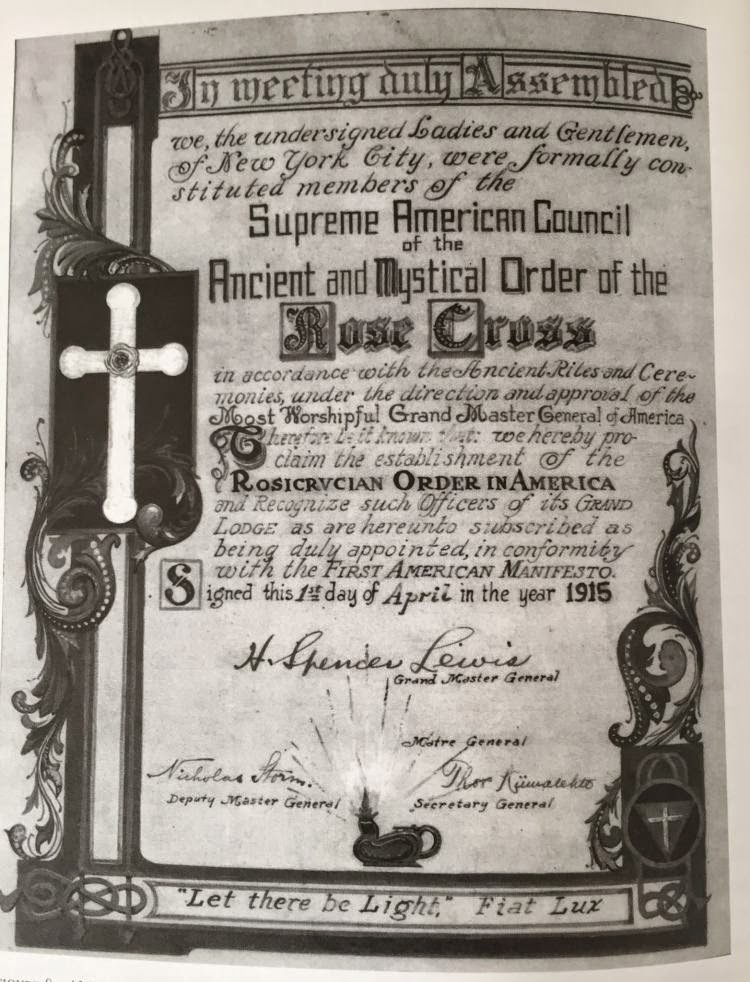 In meeting duly Assembled
we, the undersigned Ladies and Gentlemen,
of New York City, were formally con-
stituted members of the
Supreme American Council
of the
Ancient and Mystical Order of the
Rose Cross
in accordance with the Ancient Rites and Cere-
monies, under the direction and approval of the
Most Worshipful Grand Master General of America
Therefore be it known that: we hereby pro-
claim the establishment of the
ROSICRVCIAN ORDER IN AMERICA
and Recognize such Officers of its GRAND
LODGE as are hereunto subscribed as
being duly appointed, in conformity
with the FIRST AMERICAN MANIFESTO.
Signed this 1st day of April in the year 1915
H. Spencer Lewis
Grand Master General
Matre General
Nicholas Storm.
Thor Kiimalehto
Deputy Master General
Secretary General
"Let there be Light," Fiat Lux